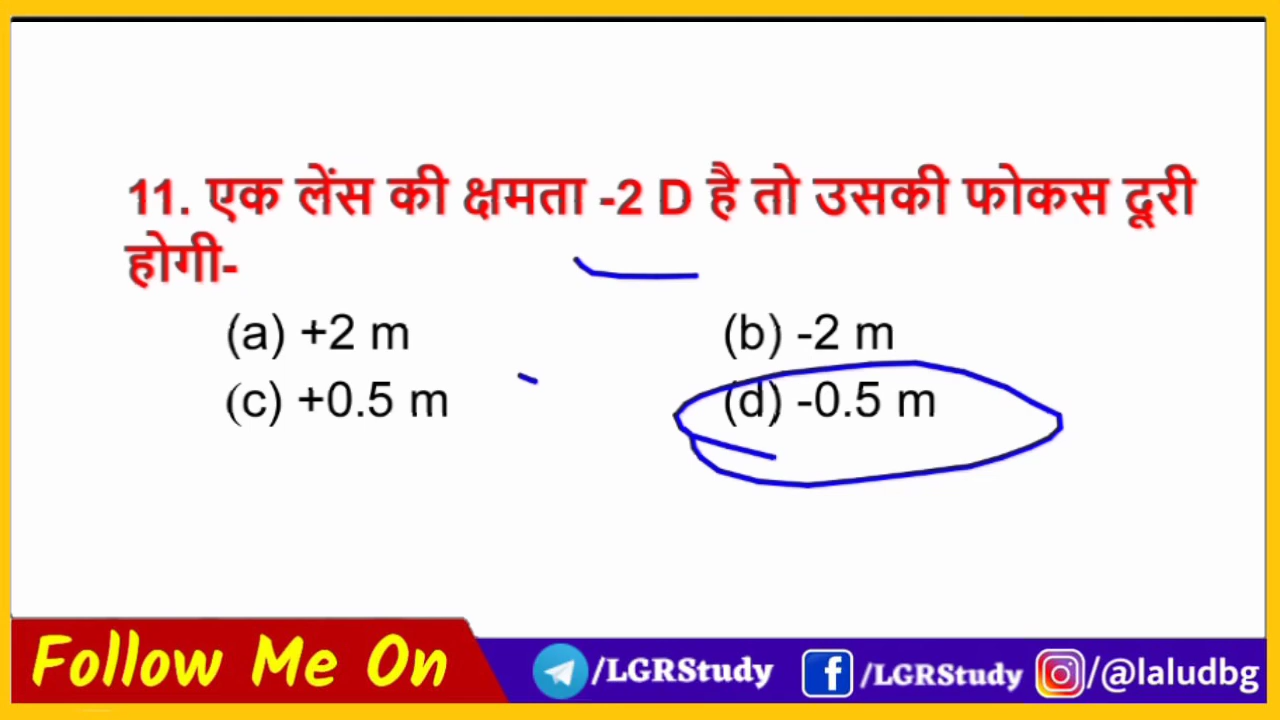 11. एक लेंस की क्षमता -2 D है तो उसकी फोकस दूरी
होगी-
(a) +2 m (b) -2 m
(c) +0.5 m (d) -0.5 m
Follow Me On /LGRStudy /LGRStudy /@laludbg